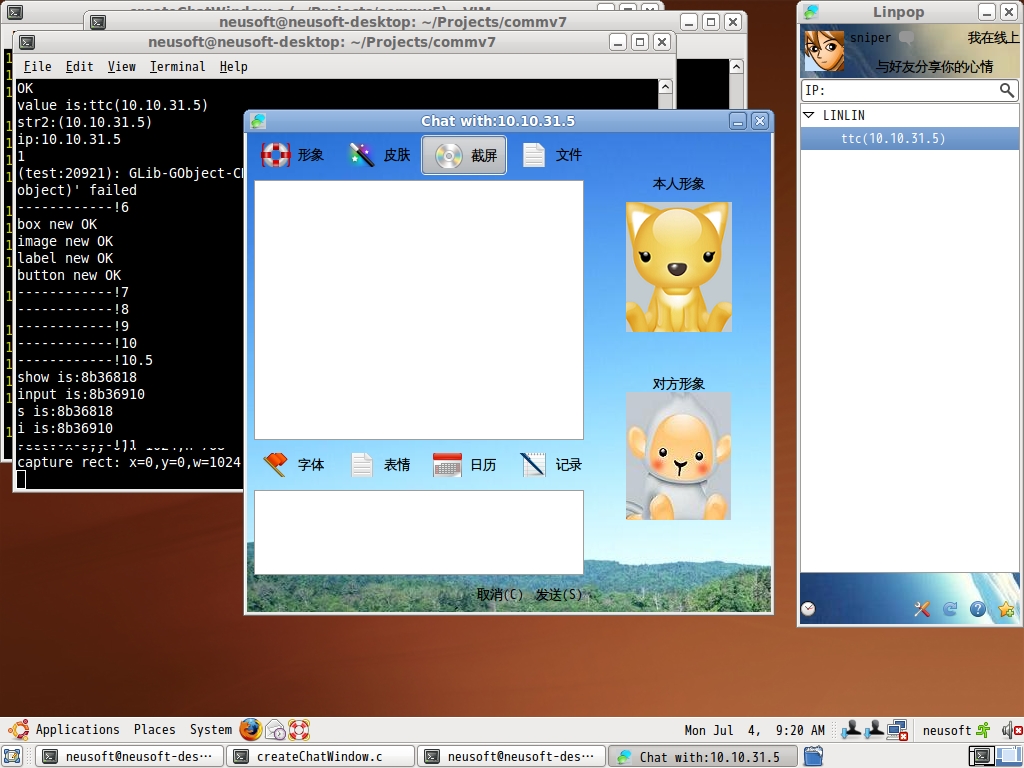 createChatWindow.c (~/Projects/commv7) - VIM
neusoft@neusoft-desktop: ~/Projects/commv7
neusoft@neusoft-desktop: ~/Projects/commv7
File Edit View Terminal Help
OK
value is:ttc(10.10.31.5)
str2:(10.10.31.5)
ip:10.10.31.5
1
(test:20921): GLib-GObject-C
object)' failed
------------!6
box new OK
image new OK
label new OK
button new OK
------------!7
------------!8
------------!9
------------!10
------------!10.5
show is:8b36818
input is:8b36910
s is:8b36818
i is:8b36910
------------!11
capture rect: x=0,y=0,w=1024
Chat with:10.10.31.5
形象 皮肤 截屏 文件
本人形象
对方形象
字体 表情 日历 记录
取消(C) 发送(S)
Linpop
sniper 我在线上
与好友分享你的心情
IP:
LINLIN
ttc(10.10.31.5)
Applications Places System Mon Jul 4, 9:20 AM neusoft
neusoft@neusoft-des··· createChatWindow.c neusoft@neusoft-des··· Chat with:10.10.31.5